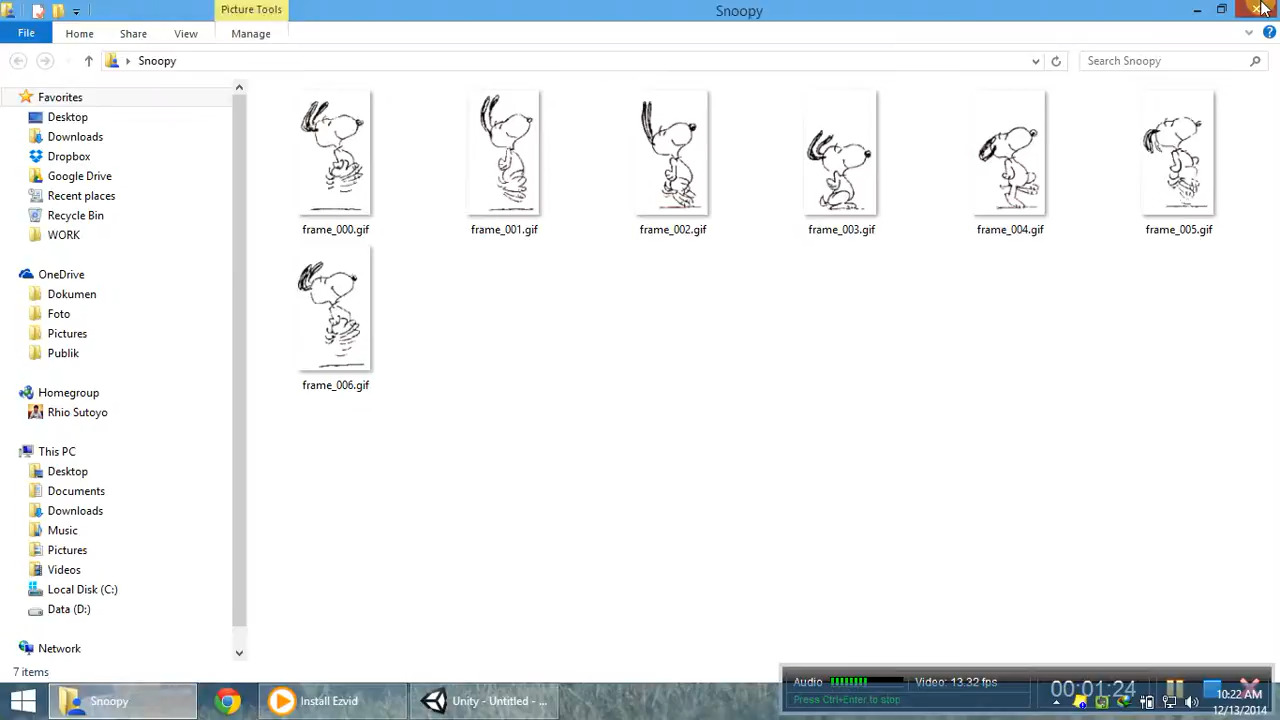 Picture Tools
Snoopy
File
Home
Share
View
Manage
Snoopy
Search Snoopy
Favorites
Desktop
Downloads
Dropbox
Google Drive
Recent places
Recycle Bin
WORK
OneDrive
Dokumen
Foto
Pictures
Publik
Homegroup
Rhio Sutoyo
This PC
Desktop
Documents
Downloads
Music
Pictures
Videos
Local Disk (C:)
Data (D:)
Network
frame_000.gif
frame_001.gif
frame_002.gif
frame_003.gif
frame_004.gif
frame_005.gif
frame_006.gif
7 items
Snoopy
Install Ezvid
Unity - Untitled - ...
Audio
Video: 13.32 fps
Press Ctrl+Enter to stop
00:01:24
10:22 AM
12/13/2014